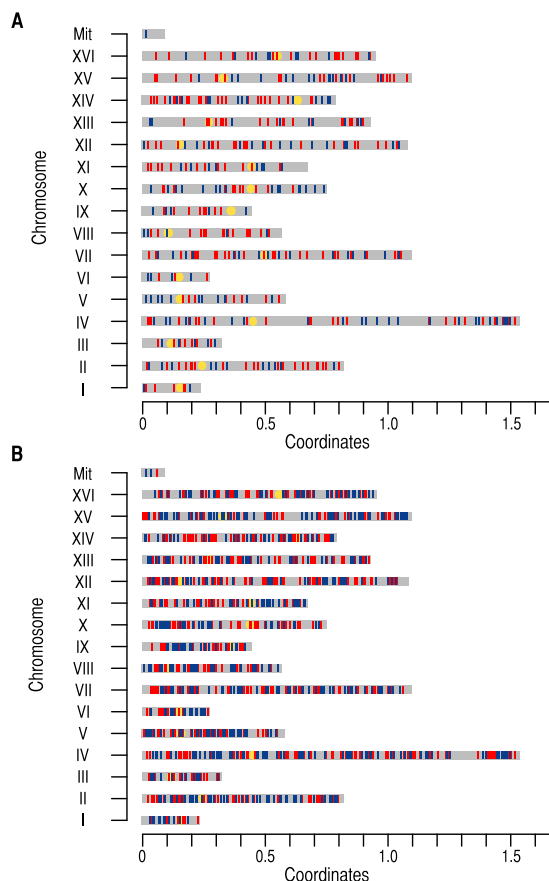 A
Mit
XVI
XV
XIV
XIII
XII
XI
X
IX
VIII
VII
VI
V
IV
III
II
I
Chromosome
0 0.5 1.0 1.5
Coordinates
B
Mit
XVI
XV
XIV
XIII
XII
XI
X
IX
VIII
VII
VI
V
IV
III
II
I
Chromosome
0 0.5 1.0 1.5
Coordinates